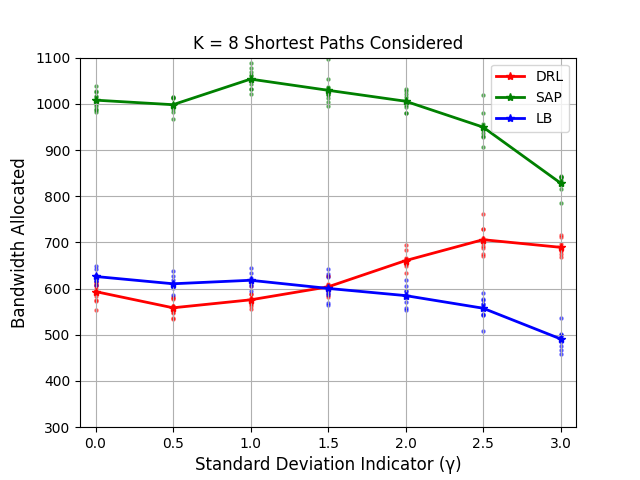 K = 8 Shortest Paths Considered
Bandwidth Allocated
1100
1000
900
800
700
600
500
400
300
DRL
SAP
LB
0.0 0.5 1.0 1.5 2.0 2.5 3.0
Standard Deviation Indicator (γ)